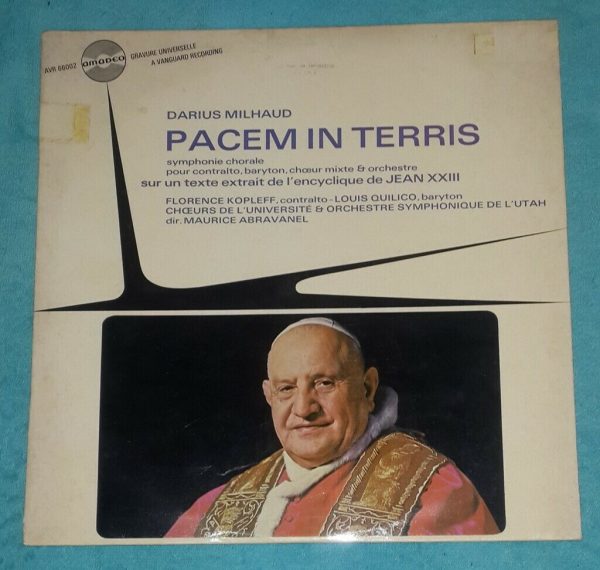 AVR 66002 amadeo GRAVURE UNIVERSELLE
A VANGUARD RECORDING
DARIUS MILHAUD
PACEM IN TERRIS
symphonie chorale
pour contralto, baryton, chœur mixte & orchestre
sur un texte extrait de l'encyclique de JEAN XXIII
FLORENCE KOPLEFF, contralto - LOUIS QUILICO, baryton
CHŒURS DE L'UNIVERSITÉ & ORCHESTRE SYMPHONIQUE DE L'UTAH
dir. MAURICE ABRAVANEL